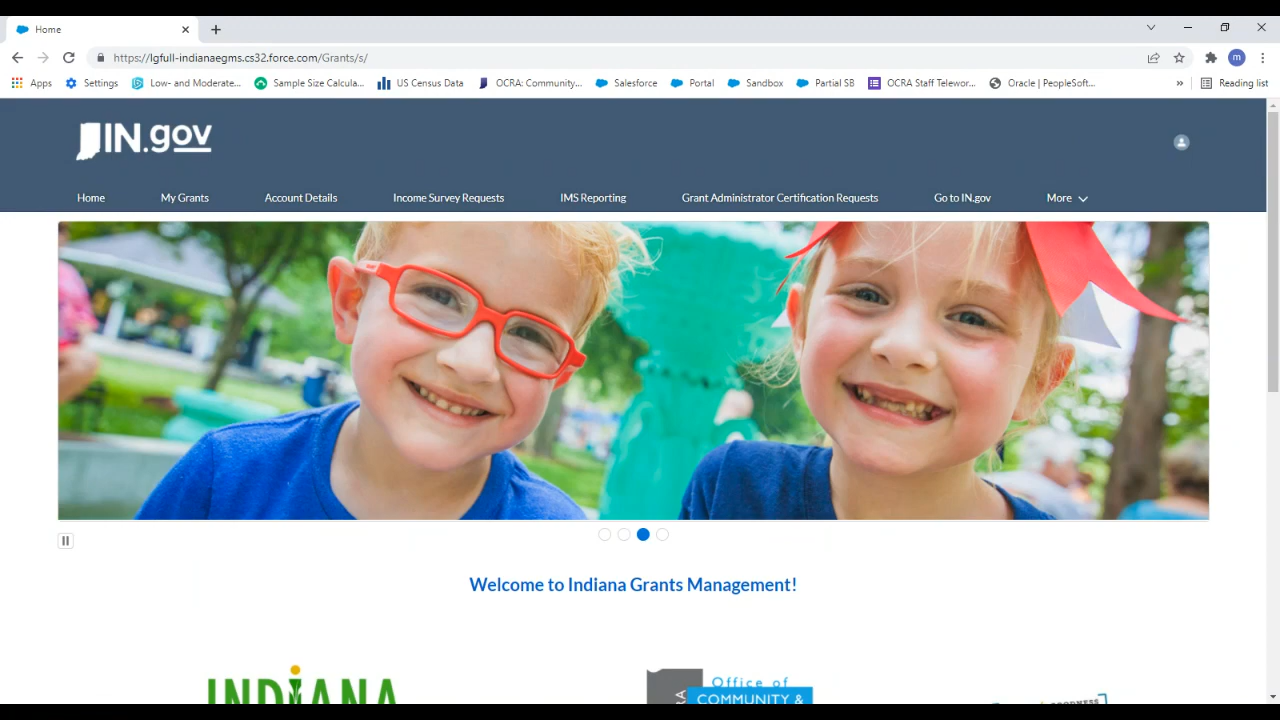 Home
https://lgfull-indianaegms.cs32.force.com/Grants/s/
m
Apps Settings Low- and Moderate... Sample Size Calcula... US Census Data OCRA: Community... Salesforce Portal Sandbox Partial SB OCRA Staff Telewor... Oracle | PeopleSoft... » Reading list
IN.gov
Home My Grants Account Details Income Survey Requests IMS Reporting Grant Administrator Certification Requests Go to IN.gov More
Welcome to Indiana Grants Management!
INDIANA
Office of
COMMUNITY &